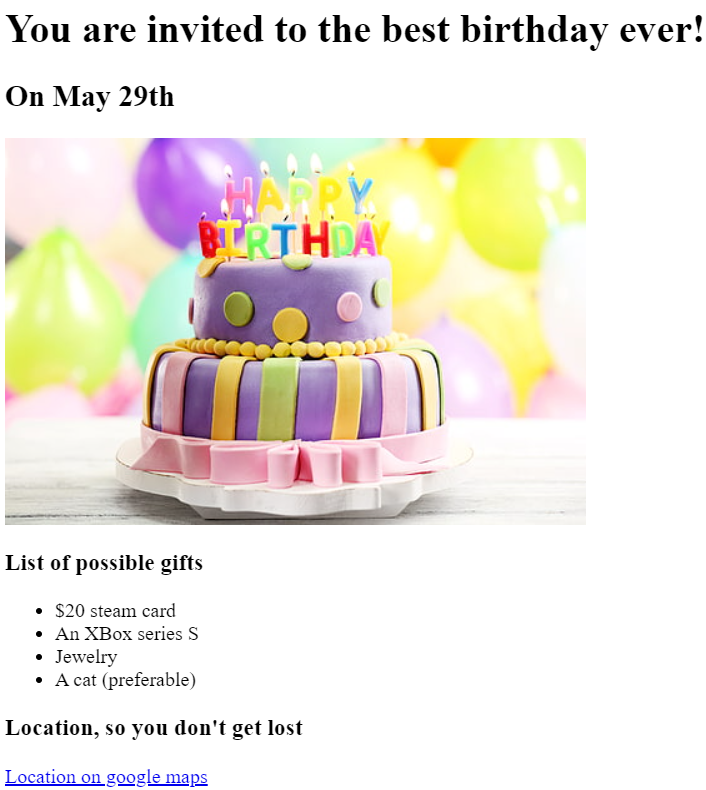 You are invited to the best birthday ever!
On May 29th
HAPPY
BIRTHDAY
List of possible gifts
$20 steam card
An XBox series S
Jewelry
A cat (preferable)
Location, so you don't get lost
Location on google maps